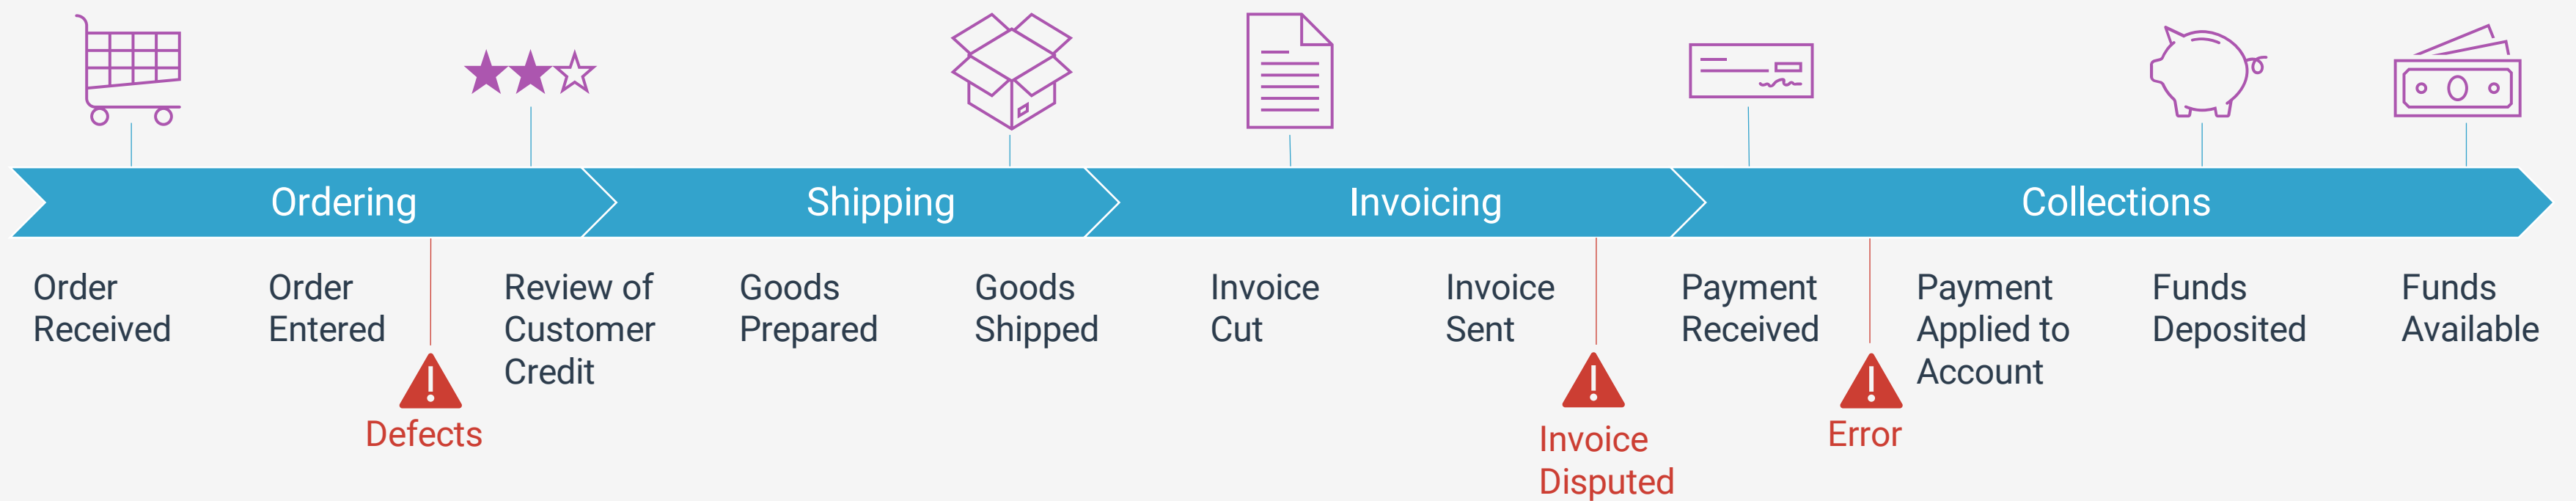 Ordering
Shipping
Invoicing
Collections
Order
Received
Order
Entered
Review of
Customer
Credit
Goods
Prepared
Goods
Shipped
Invoice
Cut
Invoice
Sent
Payment
Received
Payment
Applied to
Account
Funds
Deposited
Funds
Available
Defects
Invoice
Disputed
Error